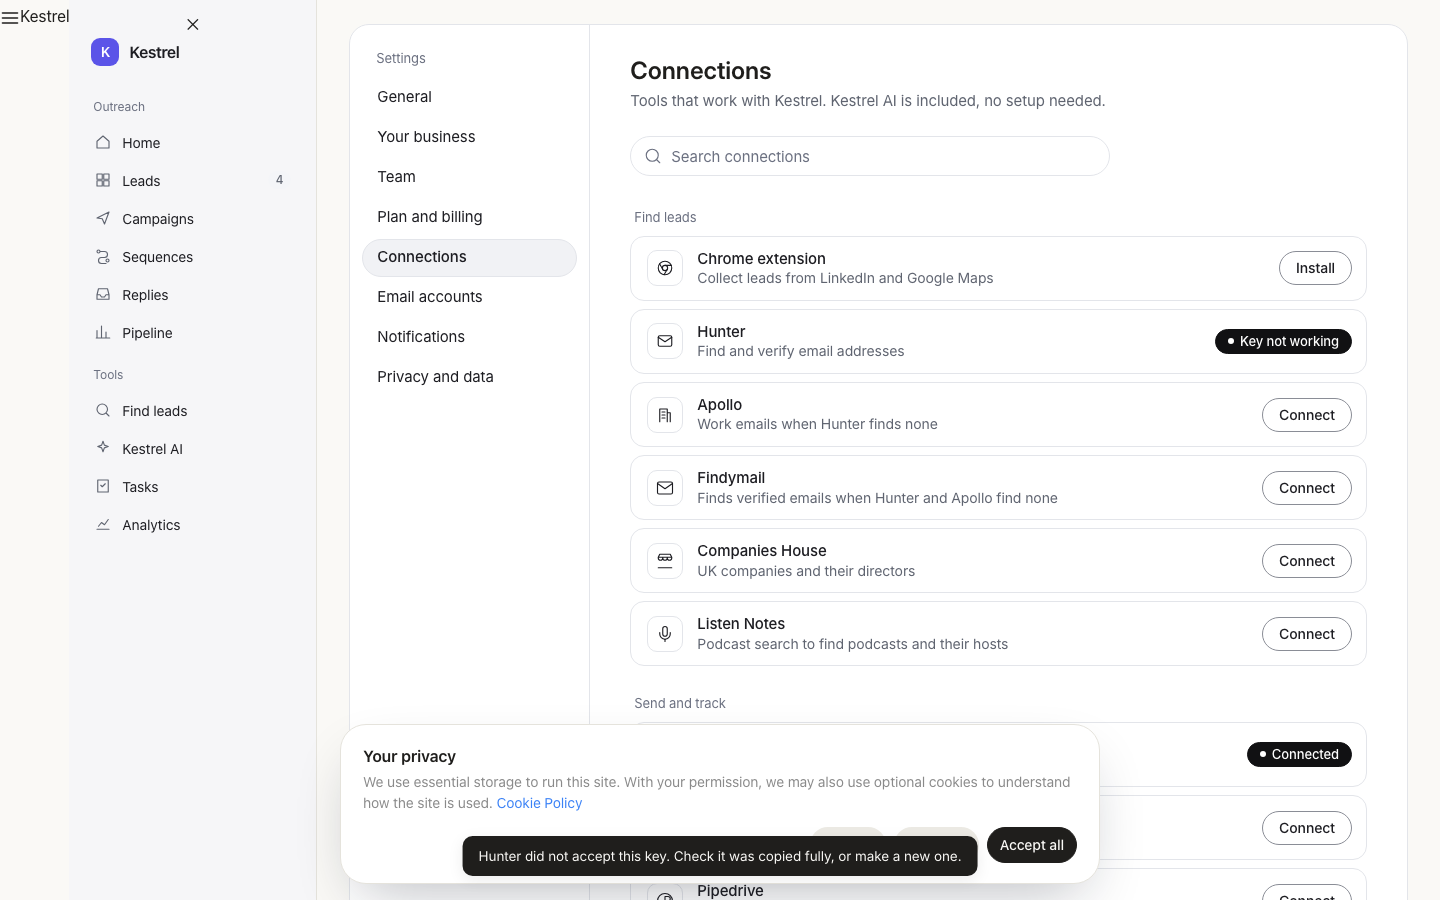 Kestrel
K
Kestrel
Outreach
Home
Leads
4
Campaigns
Sequences
Replies
Pipeline
Tools
Find leads
Kestrel AI
Tasks
Analytics
Settings
General
Your business
Team
Plan and billing
Connections
Email accounts
Notifications
Privacy and data
Connections
Tools that work with Kestrel. Kestrel AI is included, no setup needed.
Search connections
Find leads
Chrome extension
Collect leads from LinkedIn and Google Maps
Install
Hunter
Find and verify email addresses
Key not working
Apollo
Work emails when Hunter finds none
Connect
Findymail
Finds verified emails when Hunter and Apollo find none
Connect
Companies House
UK companies and their directors
Connect
Listen Notes
Podcast search to find podcasts and their hosts
Connect
Send and track
Connected
Connect
Pipedrive
Connect
Your privacy
We use essential storage to run this site. With your permission, we may also use optional cookies to understand
how the site is used. Cookie Policy
Accept all
Hunter did not accept this key. Check it was copied fully, or make a new one.